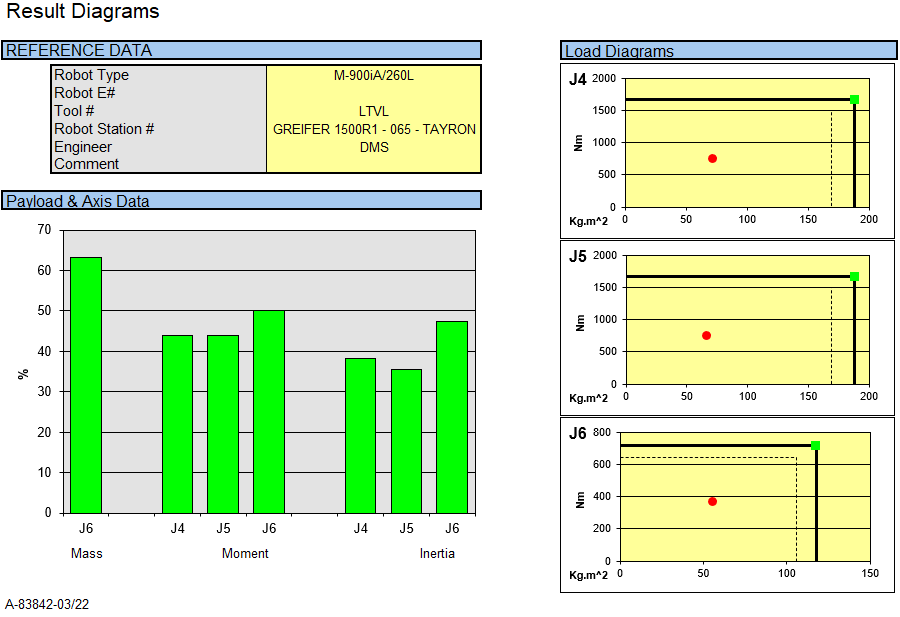 Result Diagrams
REFERENCE DATA
Robot Type M-900iA/260L
Robot E#
Tool # LTVL
Robot Station # GREIFER 1500R1 - 065 - TAYRON
Engineer DMS
Comment
Payload & Axis Data
70
60
50
40
30
20
10
0
%
J6 J4 J5 J6 J4 J5 J6
Mass Moment Inertia
A-83842-03/22
Load Diagrams
J4
2000
1500
1000
500
0
Nm
Kg.m^2 0 50 100 150 200
J5
2000
1500
1000
500
0
Nm
Kg.m^2 0 50 100 150 200
J6
800
600
400
200
0
Nm
Kg.m^2 0 50 100 150